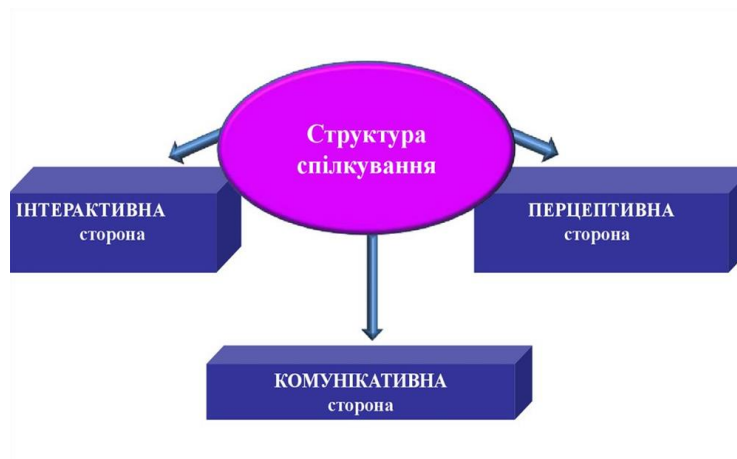 Структура
спілкування
ІНТЕРАКТИВНА
сторона
ПЕРЦЕПТИВНА
сторона
КОМУНІКАТИВНА
сторона